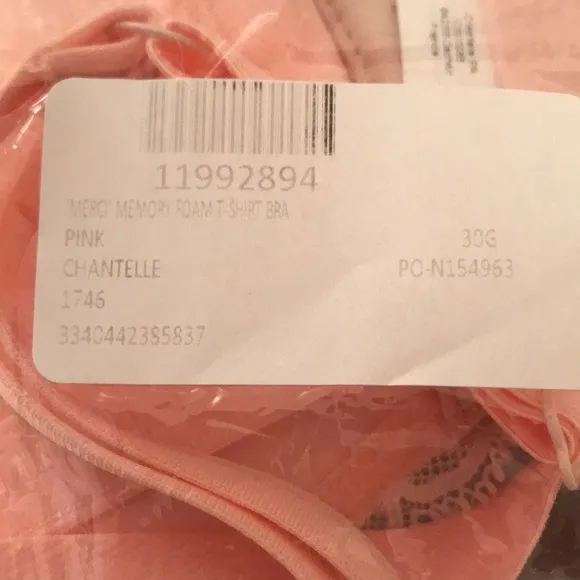 11992894
'MERCI' MEMORY FOAM T-SHIRT BRA
PINK 30G
CHANTELLE PO-N154963
1746
3340442385837